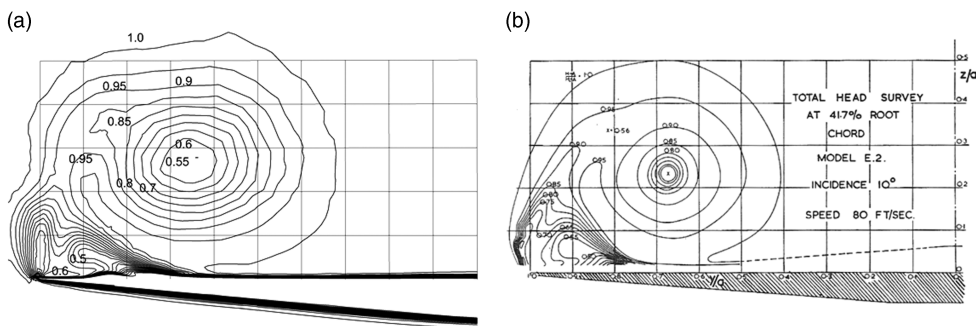 (a)
1.0
0.95
0.9
0.85
0.95
0.6
0.55
0.8
0.7
0.5
0.6
(b)
1.0
0.95
0.90
0.90
0.95
0.85
0.80
0.85
0.80
0.75
0.5
z/a
0.4
0.3
0.2
0.1
TOTAL HEAD SURVEY
AT 41.7% ROOT
CHORD
MODEL E.2.
INCIDENCE 10°
SPEED 80 FT/SEC.
y/a